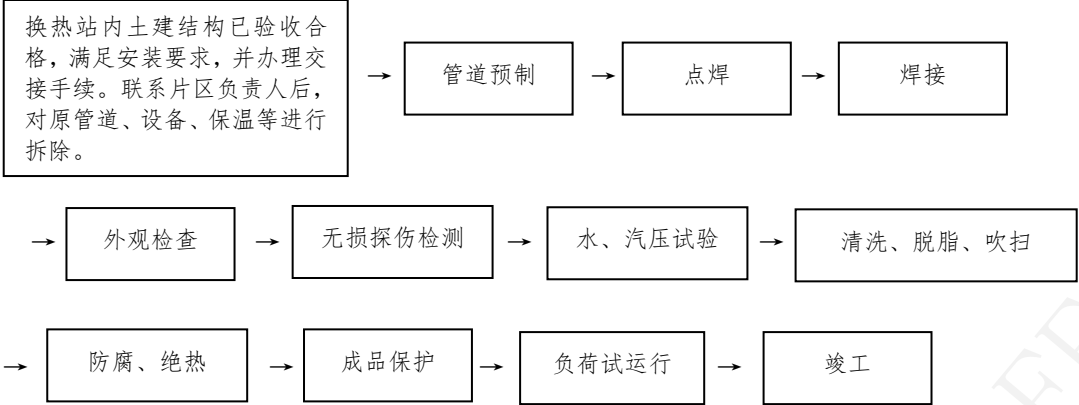 换热站内土建结构已验收合
格，满足安装要求，并办理交
接手续。联系片区负责人后，
对原管道、设备、保温等进行
拆除。
→ 管道预制 → 点焊 → 焊接
→ 外观检查 → 无损探伤检测 → 水、汽压试验 → 清洗、脱脂、吹扫
→ 防腐、绝热 → 成品保护 → 负荷试运行 → 竣工